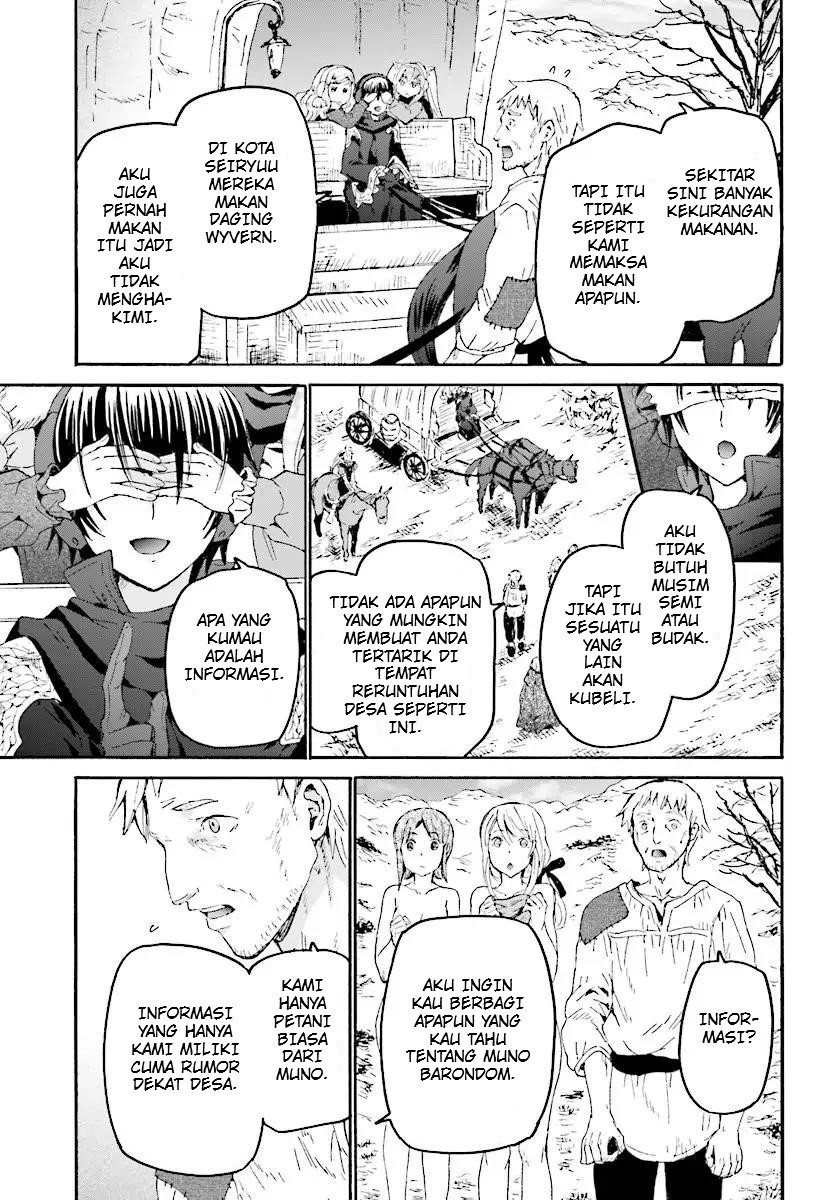 SEKITAR
SINI BANYAK
KEKURANGAN
MAKANAN.
TAPI ITU
TIDAK
SEPERTI
KAMI
MEMAKSA
MAKAN
APAPUN.
DI KOTA
SEIRYUU
MEREKA
MAKAN
DAGING
WYVERN.
AKU
JUGA
PERNAH
MAKAN
ITU JADI
AKU
TIDAK
MENGHA-
KIMI.
AKU
TIDAK
BUTUH
MUSIM
SEMI
ATAU
BUDAK.
TAPI
JIKA ITU
SESUATU
YANG
LAIN
AKAN
KUBELI.
TIDAK ADA APAPUN
YANG MUNGKIN
MEMBUAT ANDA
TERTARIK DI
TEMPAT
RERUNTUHAN
DESA SEPERTI
INI.
APA YANG
KUMAU
ADALAH
INFORMASI.
INFOR-
MASI?
AKU INGIN
KAU BERBAGI
APAPUN YANG
KAU TAHU
TENTANG MUNO
BARONDOM.
KAMI
HANYA
PETANI
BIASA
DARI
MUNO.
INFORMASI
YANG HANYA
KAMI MILIKI
CUMA RUMOR
DEKAT DESA.